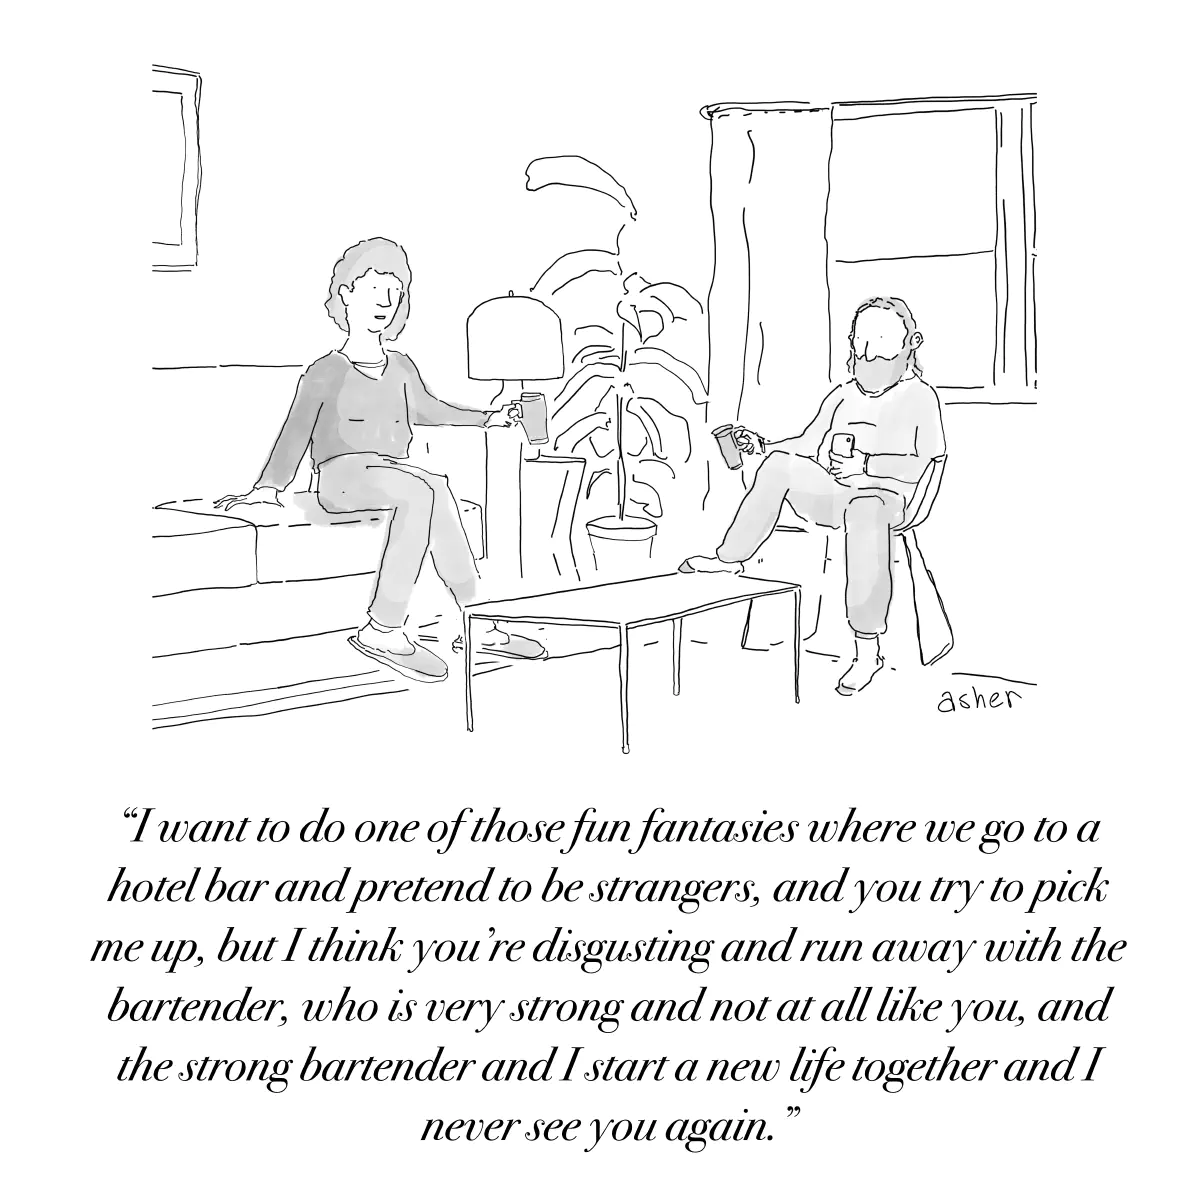 asher
“I want to do one of those fun fantasies where we go to a
hotel bar and pretend to be strangers, and you try to pick
me up, but I think you’re disgusting and run away with the
bartender, who is very strong and not at all like you, and
the strong bartender and I start a new life together and I
never see you again.”